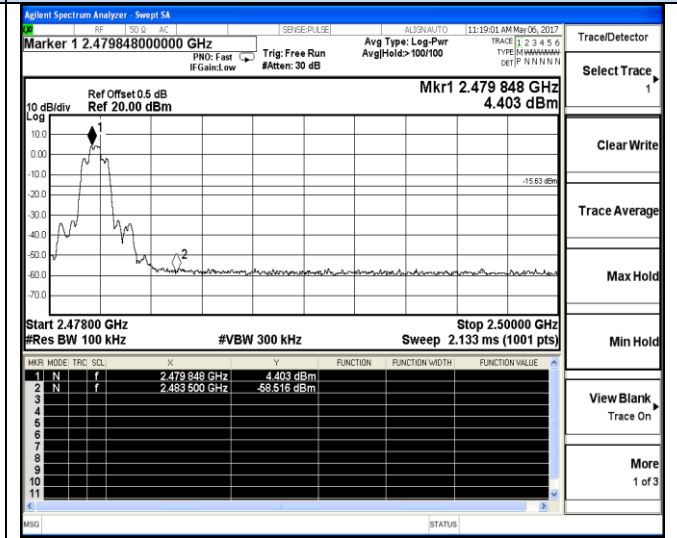 Agilent Spectrum Analyzer - Swept SA
RF 50 Ω AC SENSE:PULSE ALIGNAUTO 11:19:01 AM May 06, 2017
Marker 1 2.479848000000 GHz
PNO: Fast
IFGain:Low
Trig: Free Run
#Atten: 30 dB
Avg Type: Log-Pwr
Avg|Hold:>100/100
TRACE 1 2 3 4 5 6
TYPE
DET P N N N N N
Ref Offset 0.5 dB
10 dB/div Ref 20.00 dBm
Log
Mkr1 2.479 848 GHz
4.403 dBm
10.0
0.00
-10.0
-20.0
-30.0
-40.0
-50.0
-60.0
-70.0
1
2
-15.63 dBm
Start 2.47800 GHz Stop 2.50000 GHz
#Res BW 100 kHz #VBW 300 kHz Sweep 2.133 ms (1001 pts)
MKR MODE TRC SCL X Y FUNCTION FUNCTION WIDTH FUNCTION VALUE
1 N f 2.479 848 GHz 4.403 dBm
2 N f 2.483 500 GHz -58.516 dBm
3
4
5
6
7
8
9
10
11
MSG STATUS
Trace/Detector
Select Trace
1
Clear Write
Trace Average
Max Hold
Min Hold
View Blank
Trace On
More
1 of 3